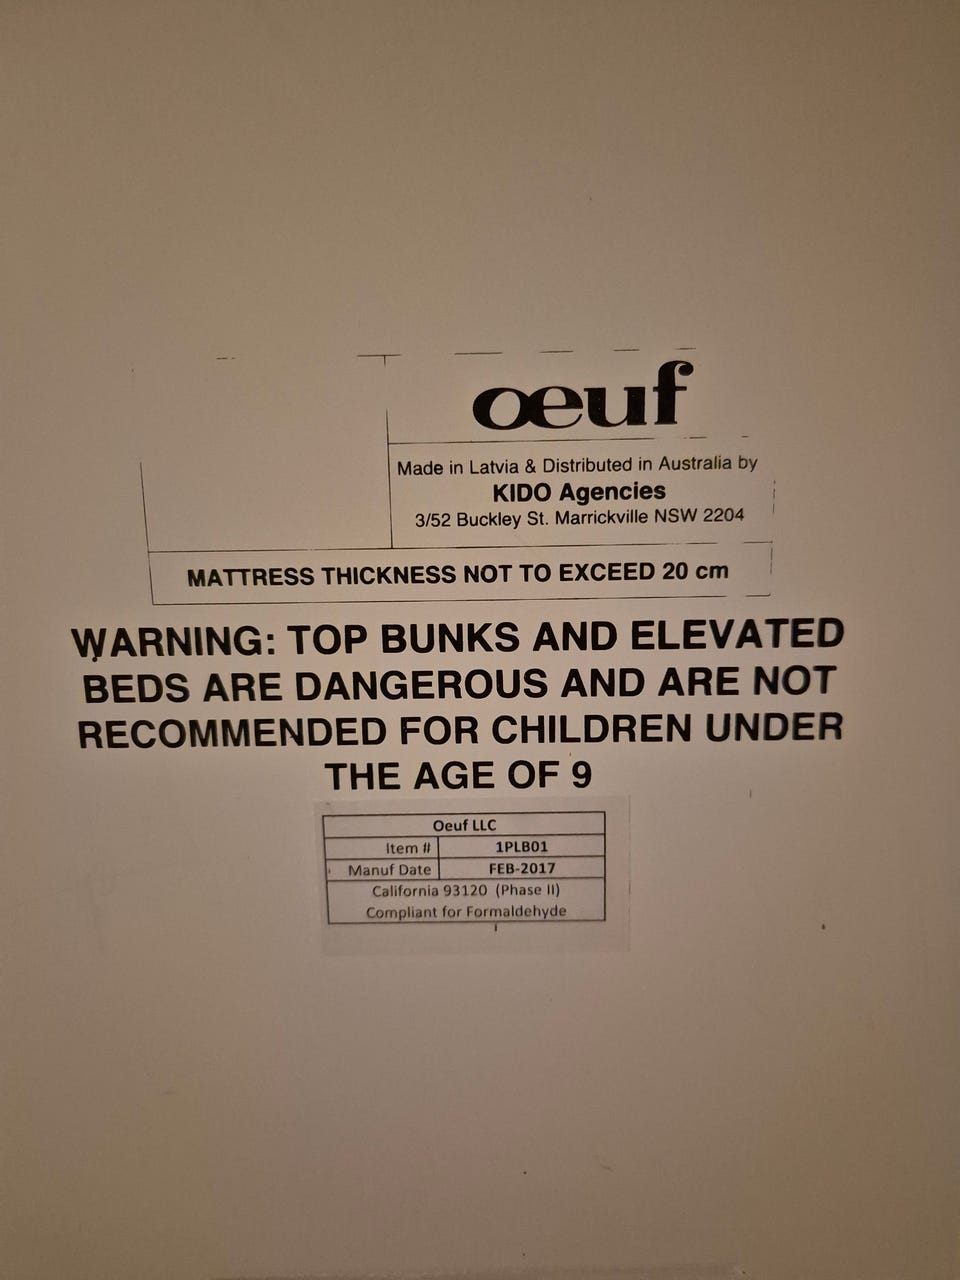 oeuf
Made in Latvia & Distributed in Australia by
KIDO Agencies
3/52 Buckley St. Marrickville NSW 2204
MATTRESS THICKNESS NOT TO EXCEED 20 cm
WARNING: TOP BUNKS AND ELEVATED
BEDS ARE DANGEROUS AND ARE NOT
RECOMMENDED FOR CHILDREN UNDER
THE AGE OF 9
Oeuf LLC
Item # 1PLB01
Manuf Date FEB-2017
California 93120 (Phase II)
Compliant for Formaldehyde